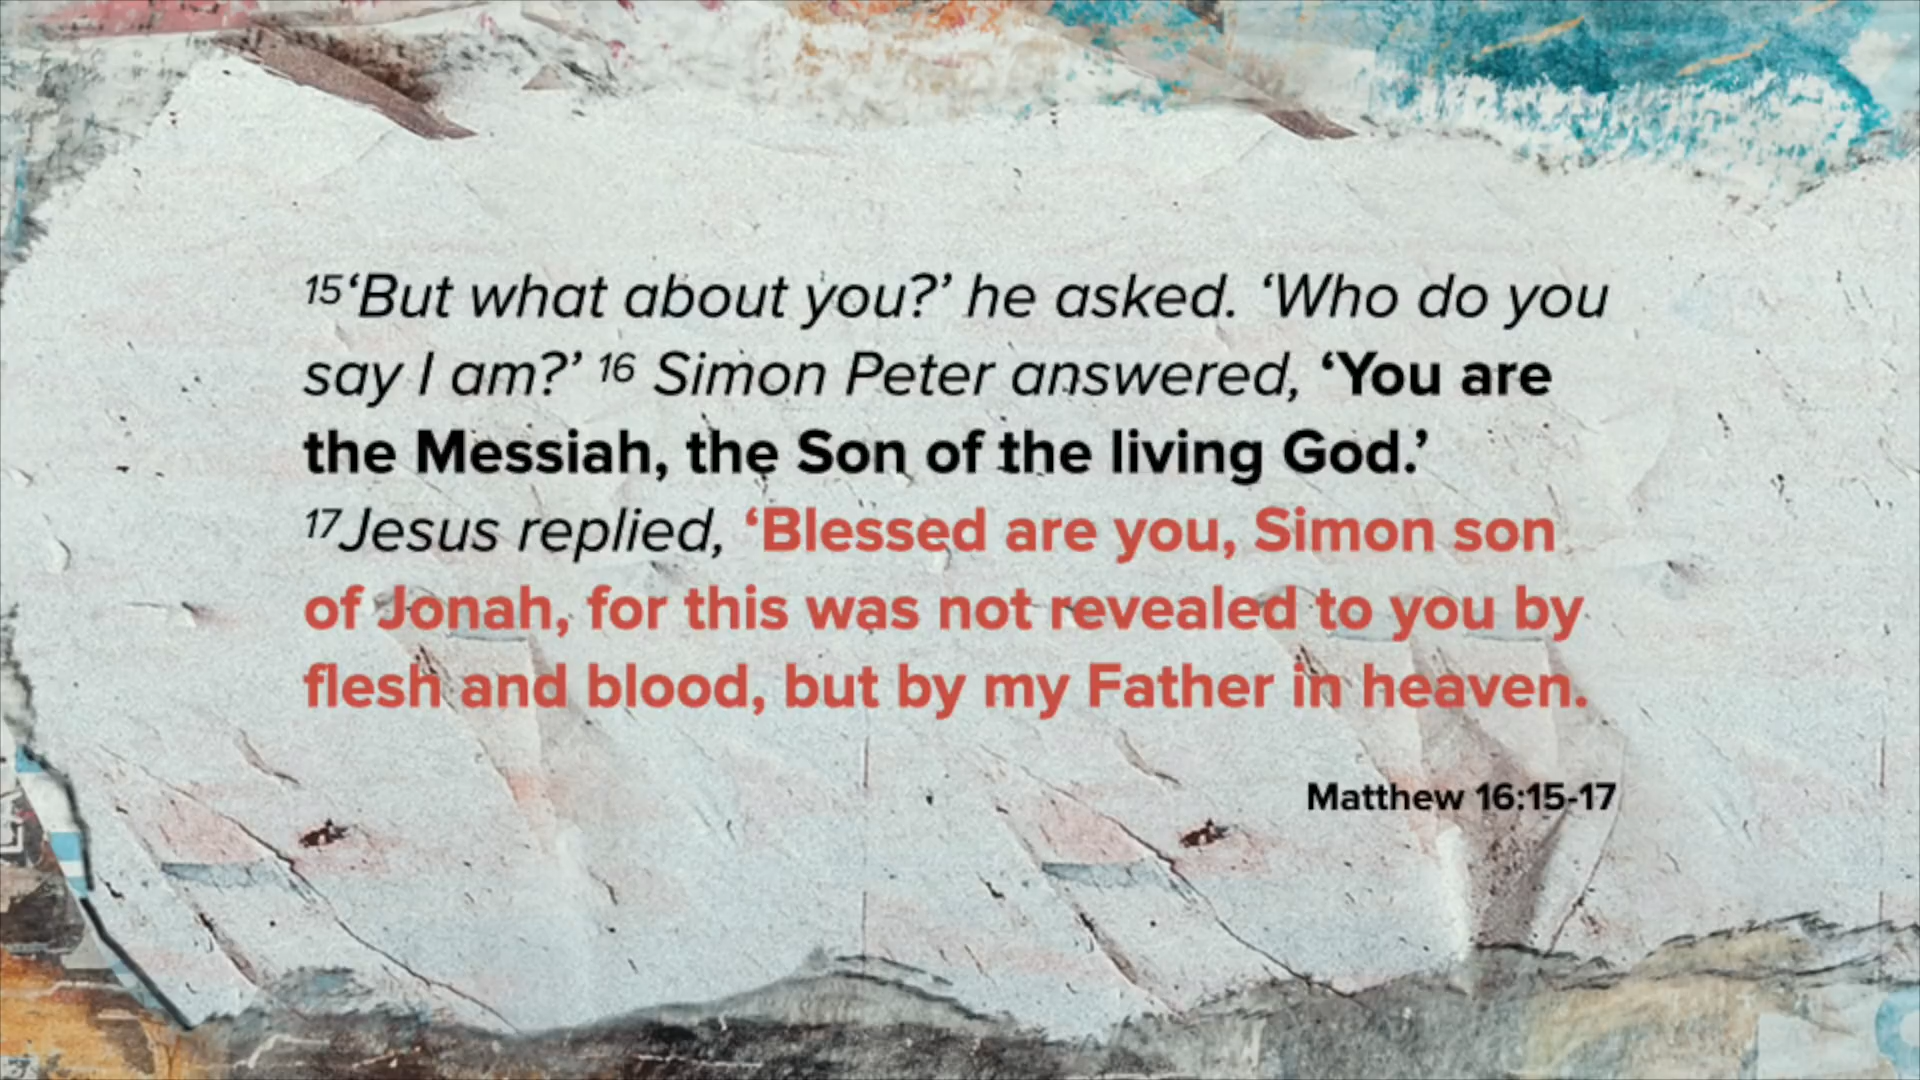 15‘But what about you?’ he asked. ‘Who do you
say I am?’ 16 Simon Peter answered, ‘You are
the Messiah, the Son of the living God.’
17Jesus replied, ‘Blessed are you, Simon son
of Jonah, for this was not revealed to you by
flesh and blood, but by my Father in heaven.
Matthew 16:15-17